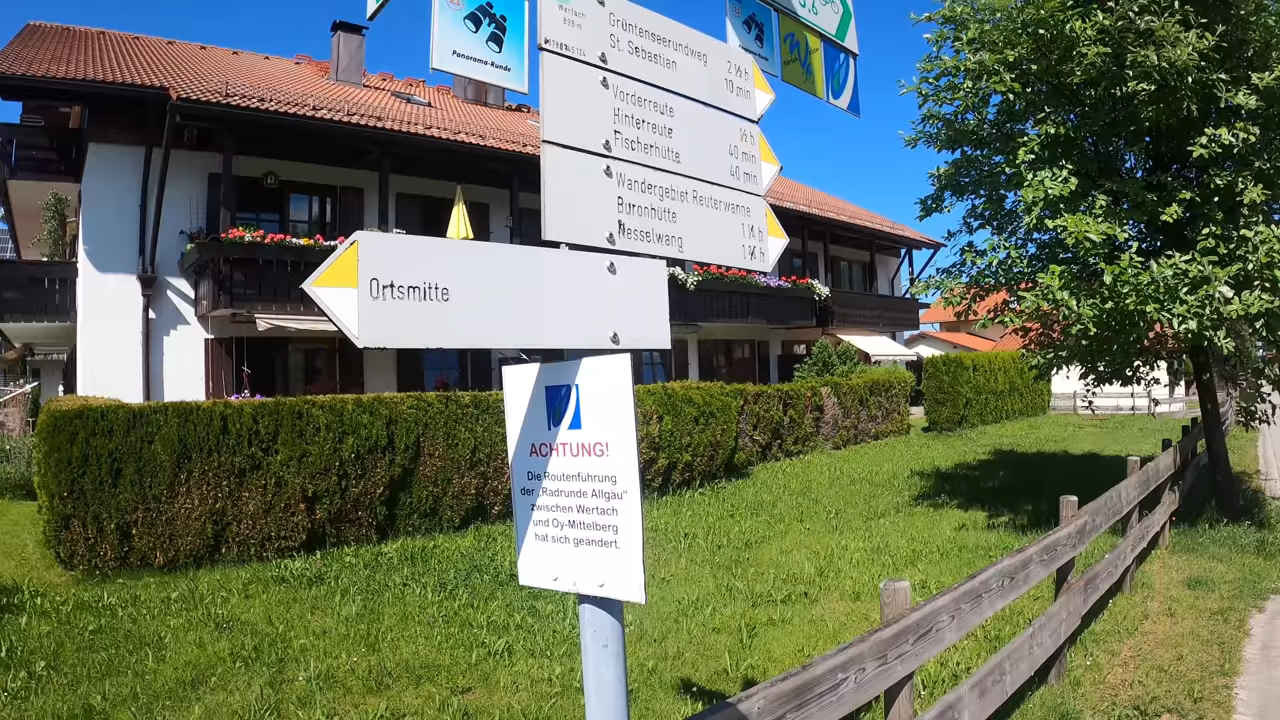 Panorama-Runde
Wertach
898 m
Grüntenseerundweg 2 ½ h
St. Sebastian 10 min
Vorderreute ½ h
Hinterreute 40 min
Fischerhütte 40 min
Wandergebiet Reuterwanne
Buronhütte 1 ¼ h
Nesselwang 1 ¾ h
Ortsmitte
ACHTUNG!
Die Routenführung
der „Radrunde Allgäu“
zwischen Wertach
und Oy-Mittelberg
hat sich geändert.